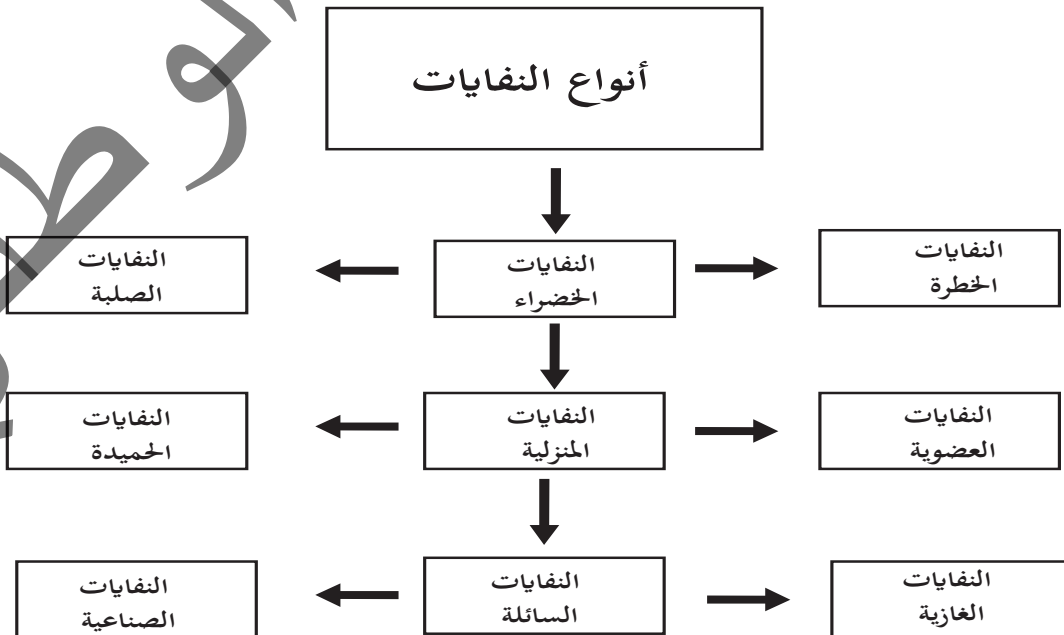 أنواع النفايات
النفايات
الخطرة
النفايات
الخضراء
النفايات
الصلبة
النفايات
العضوية
النفايات
المنزلية
النفايات
الحميدة
النفايات
الغازية
النفايات
السائلة
النفايات
الصناعية